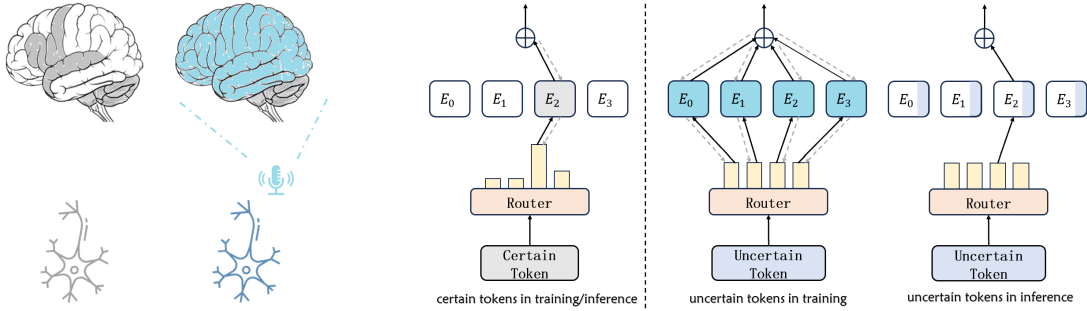 E0 E1 E2 E3
Router
Certain
Token
certain tokens in training/inference
E0 E1 E2 E3
Router
Uncertain
Token
uncertain tokens in training
E0 E1 E2 E3
Router
Uncertain
Token
uncertain tokens in inference